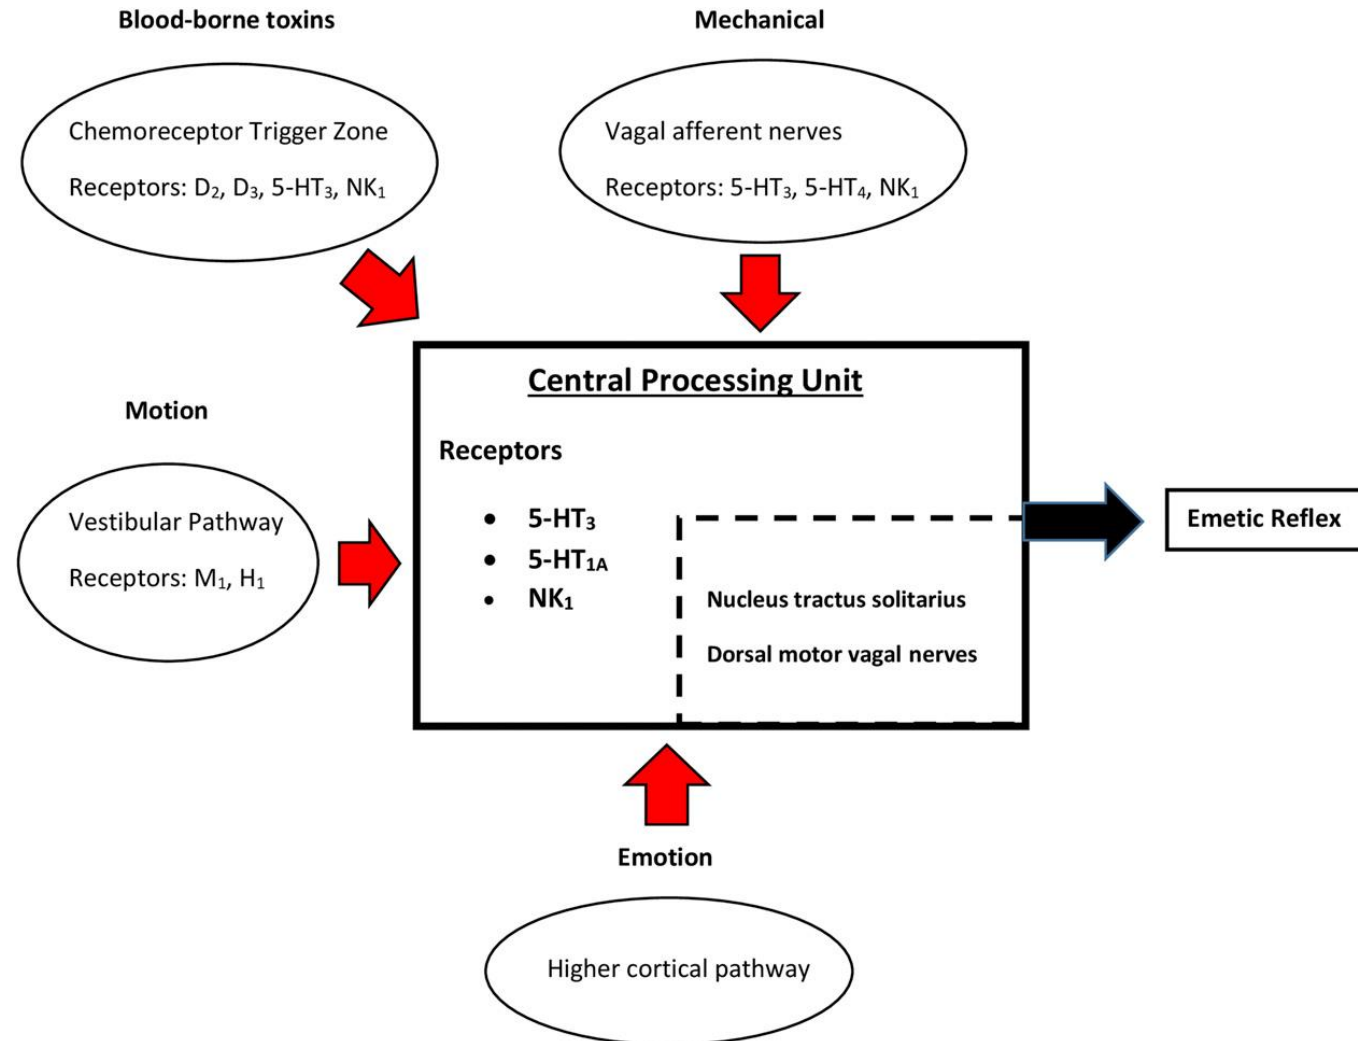 Blood-borne toxins
Chemoreceptor Trigger Zone
Receptors: D₂, D₃, 5-HT₃, NK₁
Mechanical
Vagal afferent nerves
Receptors: 5-HT₃, 5-HT₄, NK₁
Motion
Vestibular Pathway
Receptors: M₁, H₁
Central Processing Unit
Receptors
• 5-HT₃
• 5-HT₁A
• NK₁
Nucleus tractus solitarius
Dorsal motor vagal nerves
Emetic Reflex
Emotion
Higher cortical pathway